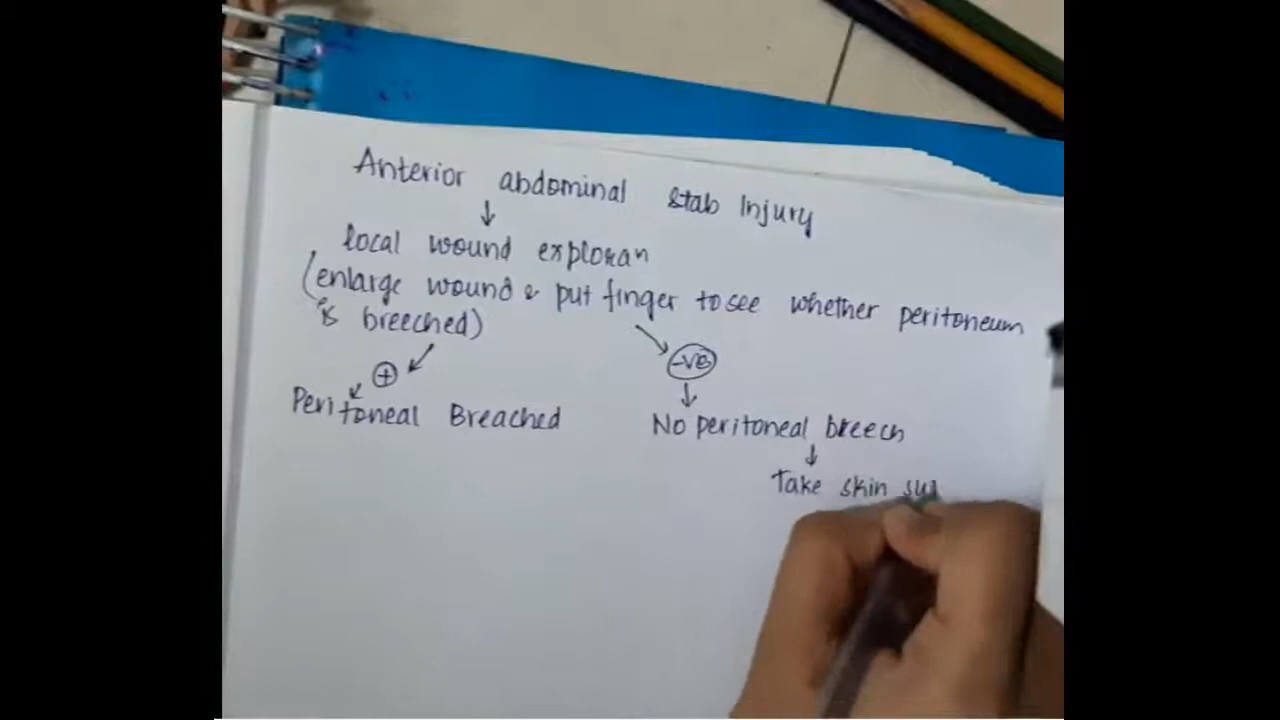 Anterior abdominal stab Injury
local wound exploran
(enlarge wound & put finger to see whether peritoneum
is breeched)
+
-ve
Peritoneal Breached
No peritoneal breech
Take skin su